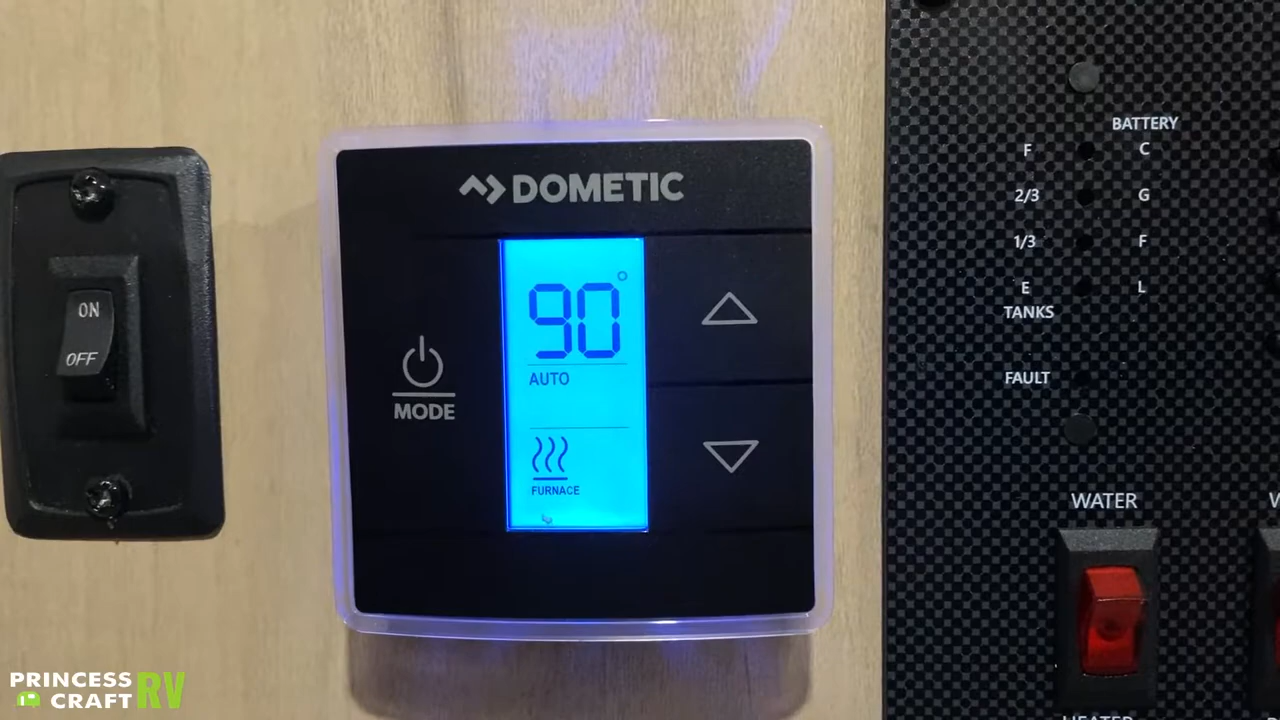 ON
OFF
DOMETIC
90°
AUTO
MODE
FURNACE
BATTERY
F C
2/3 G
1/3 F
E L
TANKS
FAULT
WATER
W
PRINCESS
CRAFT RV